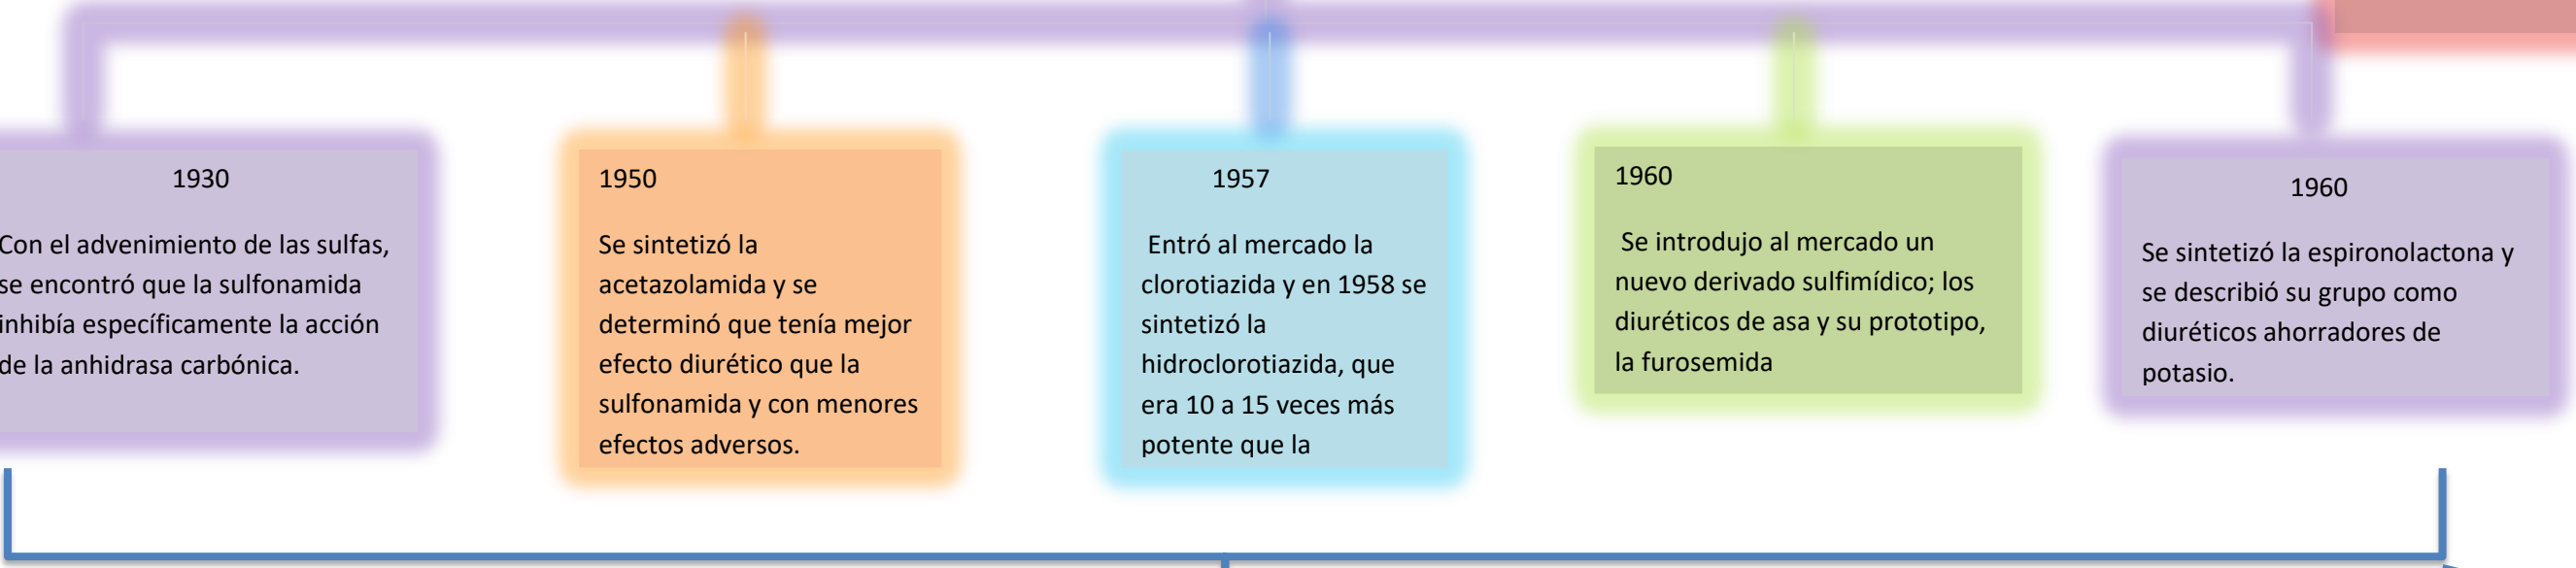 1930
Con el advenimiento de las sulfas,
se encontró que la sulfonamida
inhibía específicamente la acción
de la anhidrasa carbónica.
1950
Se sintetizó la
acetazolamida y se
determinó que tenía mejor
efecto diurético que la
sulfonamida y con menores
efectos adversos.
1957
Entró al mercado la
clorotiazida y en 1958 se
sintetizó la
hidroclorotiazida, que
era 10 a 15 veces más
potente que la
1960
Se introdujo al mercado un
nuevo derivado sulfimídico; los
diuréticos de asa y su prototipo,
la furosemida
1960
Se sintetizó la espironolactona y
se describió su grupo como
diuréticos ahorradores de
potasio.